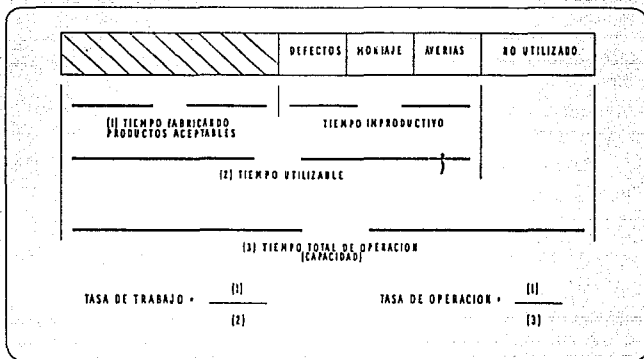 DEFECTOS MONTAJE AVERIAS NO UTILIZADO
(1) TIEMPO FABRICANDO
PRODUCTOS ACEPTABLES
TIEMPO INPRODUCTIVO
(2) TIEMPO UTILIZABLE
(3) TIEMPO TOTAL DE OPERACION
(CAPACIDAD)
TASA DE TRABAJO = (1)
(2)
TASA DE OPERACION = (1)
(3)